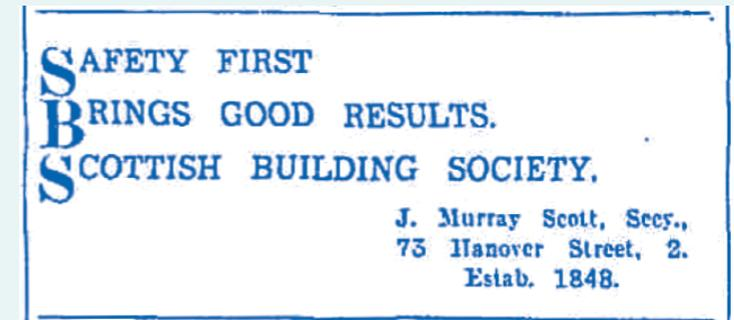 SAFETY FIRST
BRINGS GOOD RESULTS.
SCOTTISH BUILDING SOCIETY.
J. Murray Scott, Secy.,
73 Hanover Street, 2.
Estab. 1848.